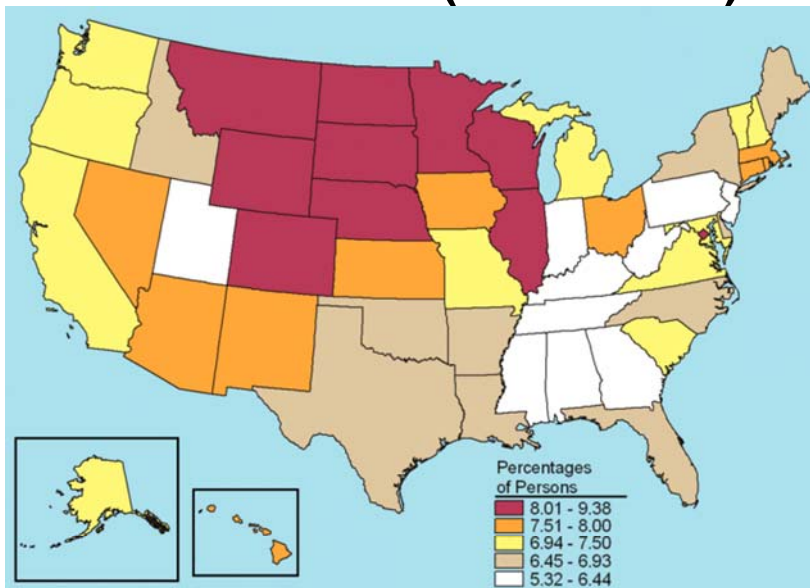 Percentages
of Persons
8.01 - 9.38
7.51 - 8.00
6.94 - 7.50
6.45 - 6.93
5.32 - 6.44